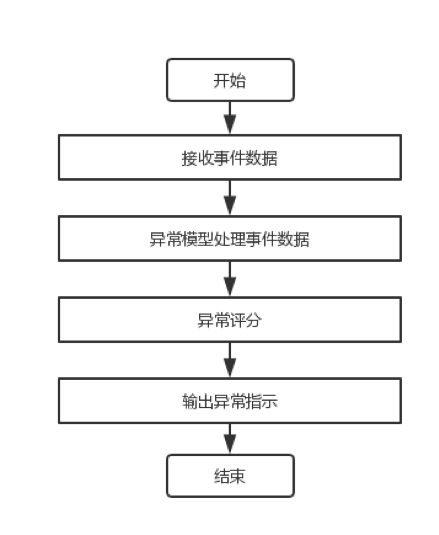 开始
接收事件数据
异常模型处理事件数据
异常评分
输出异常指示
结束